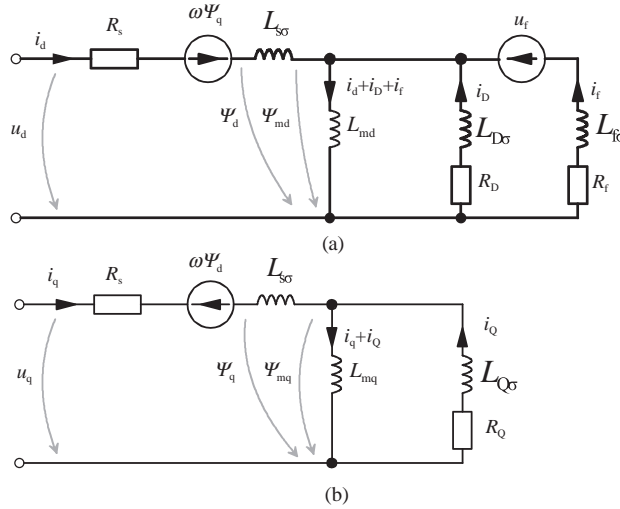 i_d R_s ωΨ_q L_sσ u_f
i_d+i_D+i_f i_D i_f
u_d Ψ_d Ψ_md L_md L_Dσ L_fσ
R_D R_f
(a)
i_q R_s ωΨ_d L_sσ
i_q+i_Q i_Q
u_q Ψ_q Ψ_mq L_mq L_Qσ
R_Q
(b)